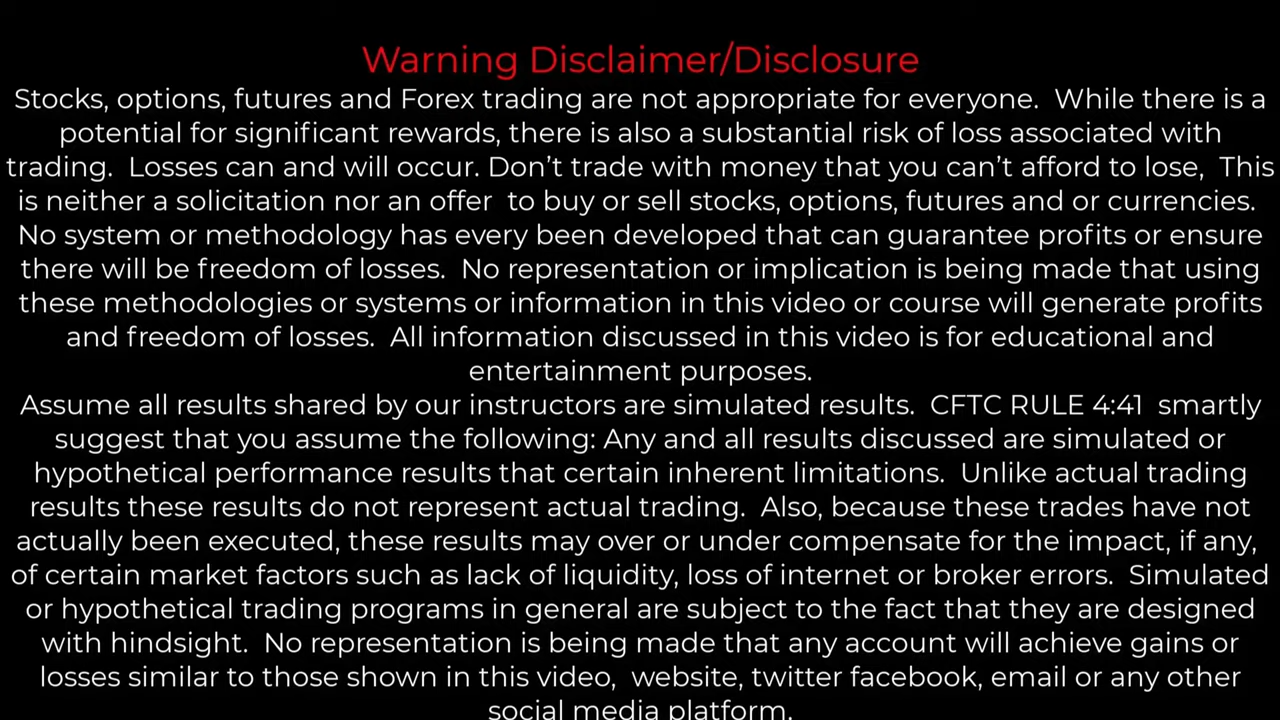 Warning Disclaimer/Disclosure
Stocks, options, futures and Forex trading are not appropriate for everyone.  While there is a
potential for significant rewards, there is also a substantial risk of loss associated with
trading.  Losses can and will occur. Don’t trade with money that you can’t afford to lose,  This
is neither a solicitation nor an offer  to buy or sell stocks, options, futures and or currencies.
No system or methodology has every been developed that can guarantee profits or ensure
there will be freedom of losses.  No representation or implication is being made that using
these methodologies or systems or information in this video or course will generate profits
and freedom of losses.  All information discussed in this video is for educational and
entertainment purposes.
Assume all results shared by our instructors are simulated results.  CFTC RULE 4:41  smartly
suggest that you assume the following: Any and all results discussed are simulated or
hypothetical performance results that certain inherent limitations.  Unlike actual trading
results these results do not represent actual trading.  Also, because these trades have not
actually been executed, these results may over or under compensate for the impact, if any,
of certain market factors such as lack of liquidity, loss of internet or broker errors.  Simulated
or hypothetical trading programs in general are subject to the fact that they are designed
with hindsight.  No representation is being made that any account will achieve gains or
losses similar to those shown in this video,  website, twitter facebook, email or any other
social media platform.